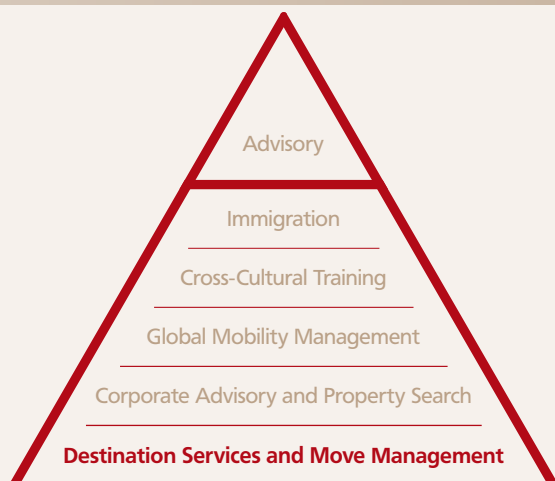 Advisory
Immigration
Cross-Cultural Training
Global Mobility Management
Corporate Advisory and Property Search
Destination Services and Move Management